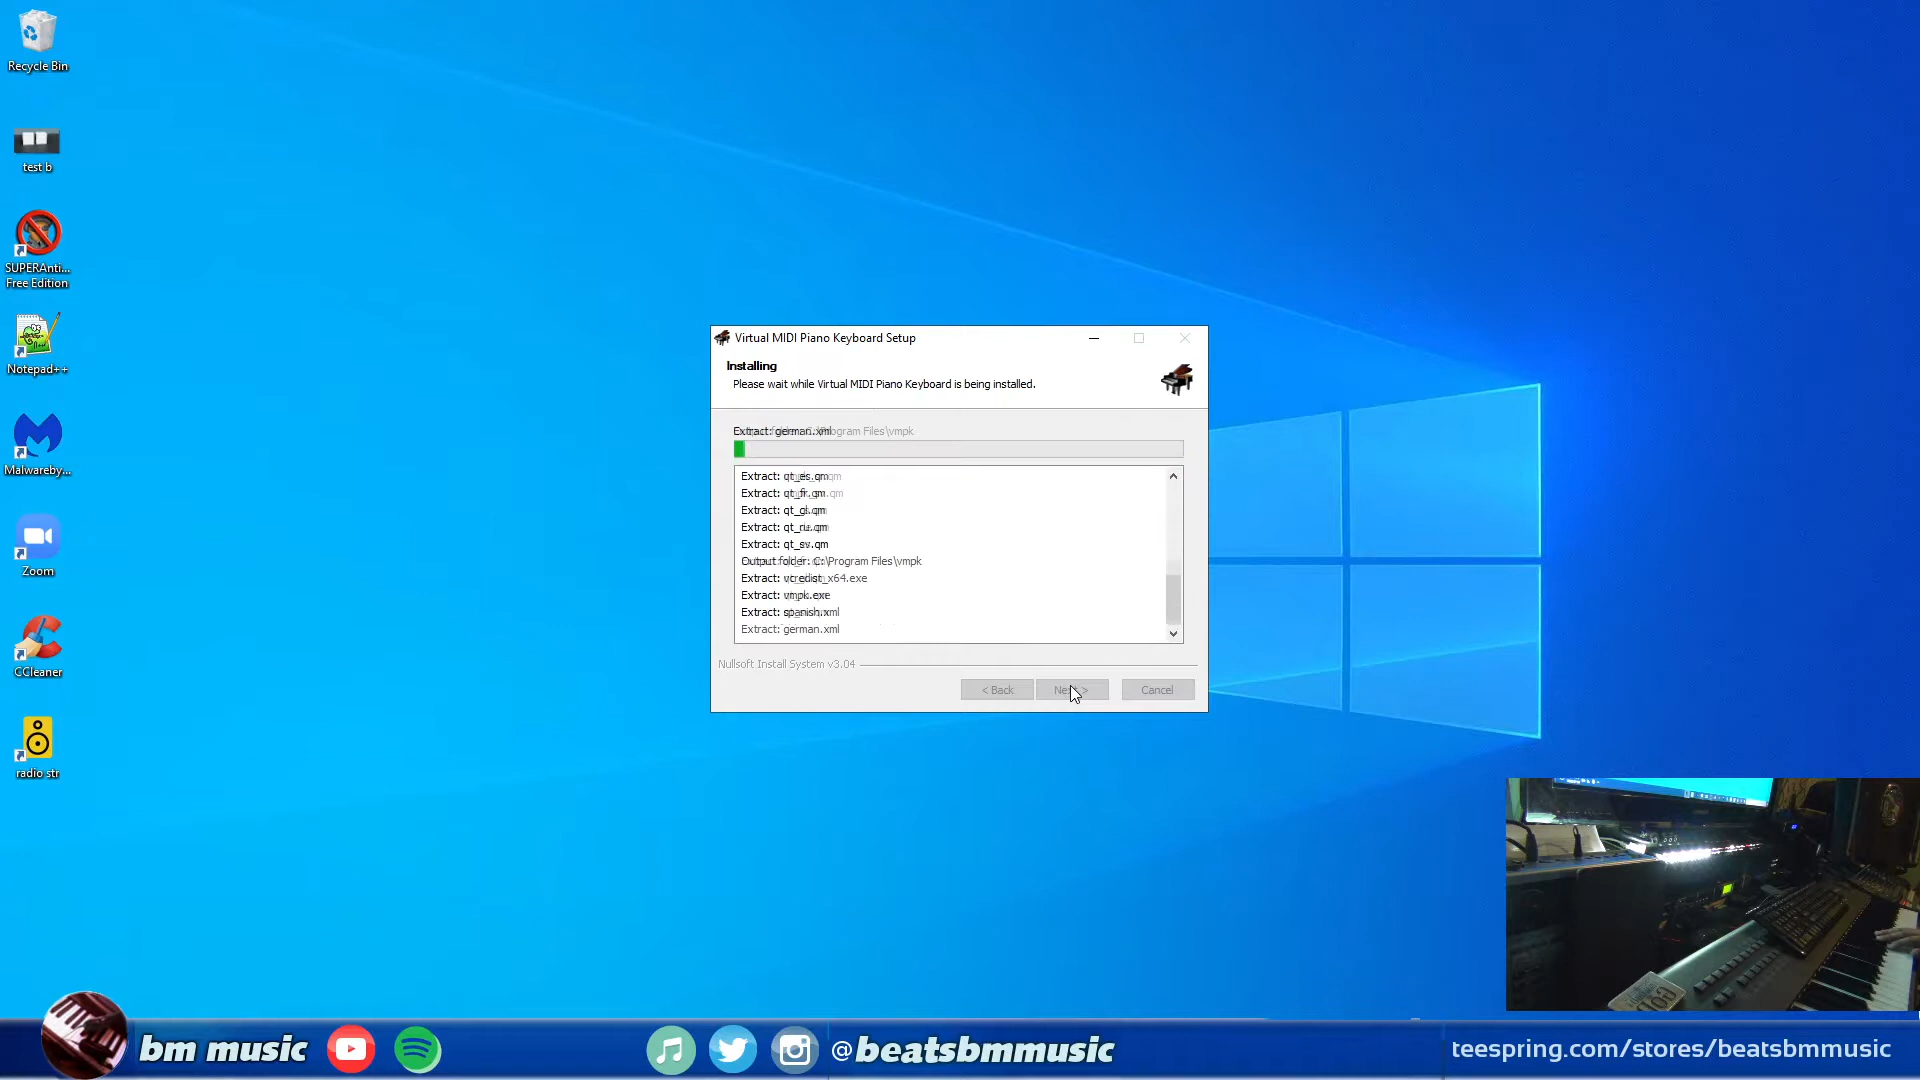 Recycle Bin
test b
SUPERAnti...
Free Edition
Notepad++
Malwareby...
Zoom
CCleaner
radio str
Virtual MIDI Piano Keyboard Setup
Installing
Please wait while Virtual MIDI Piano Keyboard is being installed.
Extract: german.xml
Extract: qt_es.qm
Extract: qt_fr.qm
Extract: qt_gl.qm
Extract: qt_ru.qm
Extract: qt_sv.qm
Output folder: C:\Program Files\vmpk
Extract: vcredist_x64.exe
Extract: vmpk.exe
Extract: spanish.xml
Extract: german.xml
Nullsoft Install System v3.04
< Back
Next >
Cancel
bm music
@beatsbmmusic
teespring.com/stores/beatsbmmusic